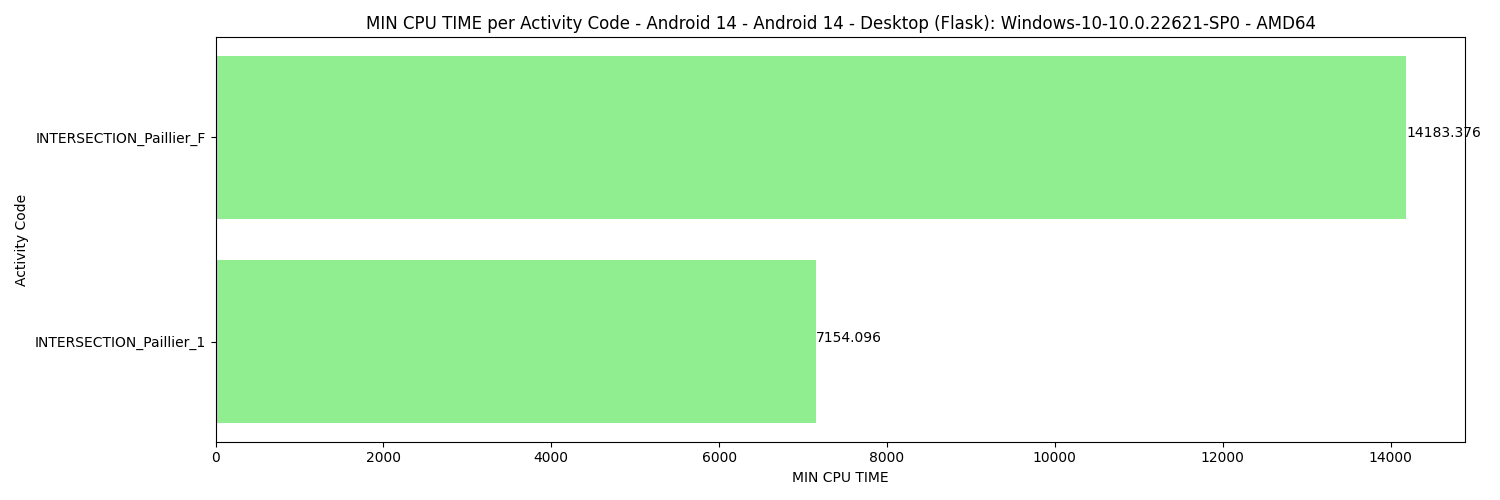 MIN CPU TIME per Activity Code - Android 14 - Android 14 - Desktop (Flask): Windows-10-10.0.22621-SP0 - AMD64
INTERSECTION_Paillier_F
14183.376
Activity Code
INTERSECTION_Paillier_1
7154.096
0 2000 4000 6000 8000 10000 12000 14000
MIN CPU TIME